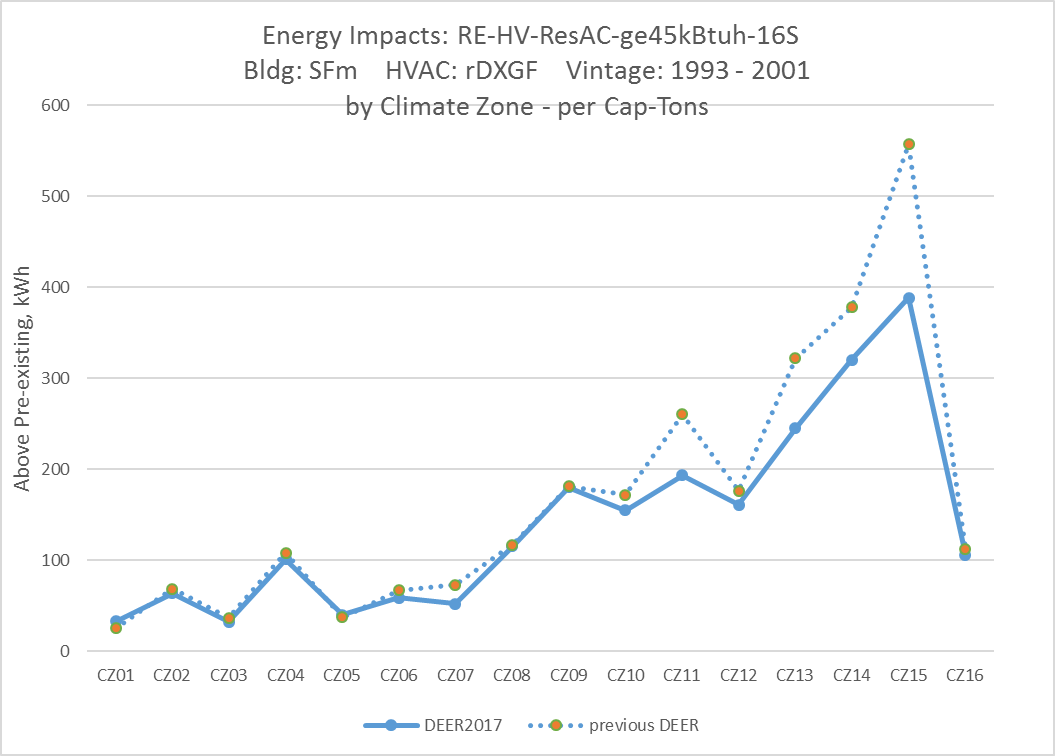 Energy Impacts: RE-HV-ResAC-ge45kBtuh-16S
Bldg: SFm HVAC: rDXGF Vintage: 1993 - 2001
by Climate Zone - per Cap-Tons
600
500
400
300
200
100
0
Above Pre-existing, kWh
CZ01 CZ02 CZ03 CZ04 CZ05 CZ06 CZ07 CZ08 CZ09 CZ10 CZ11 CZ12 CZ13 CZ14 CZ15 CZ16
DEER2017 previous DEER